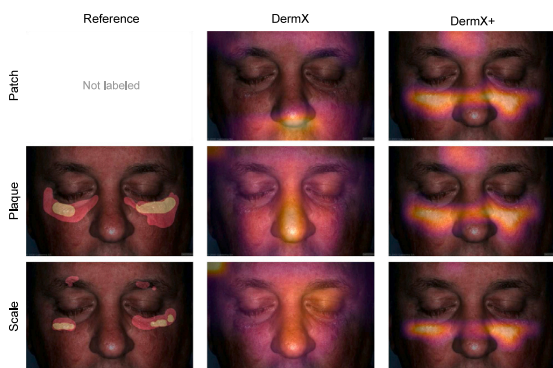 Reference
DermX
DermX+
Patch
Not labeled
Plaque
Scale